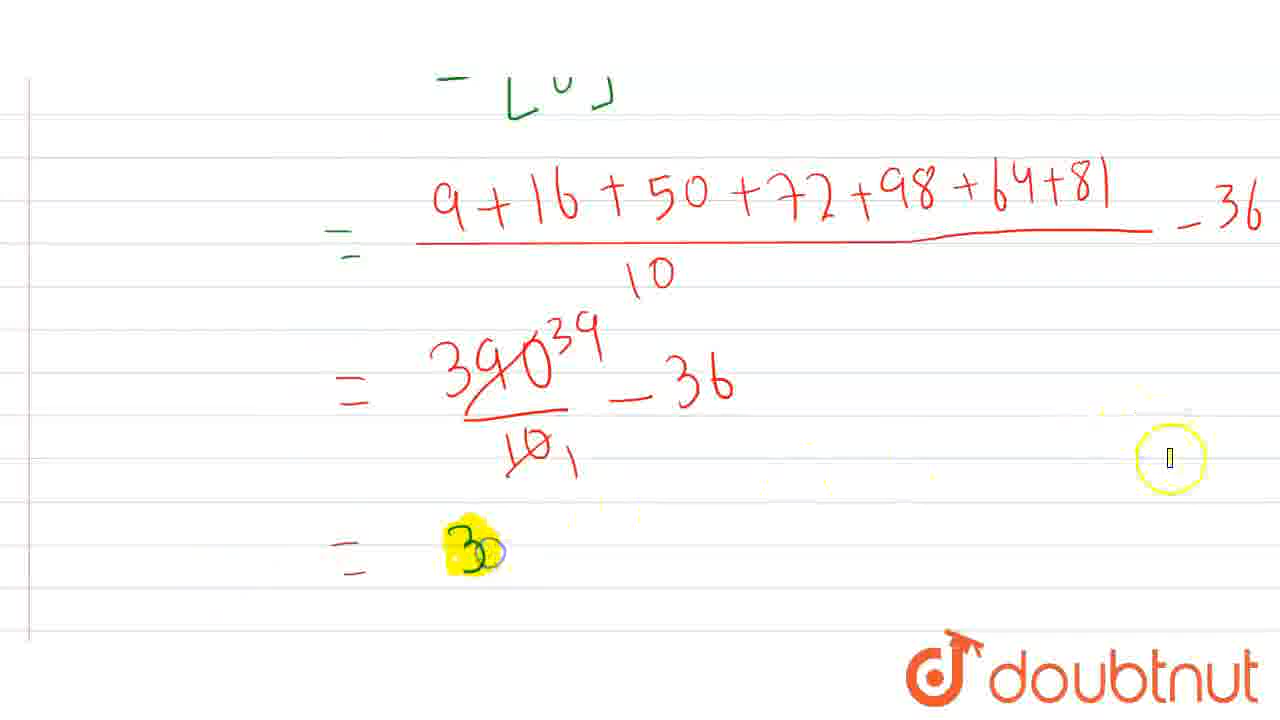 9+16+50+72+98+64+81 - 36
=
10
= 390 39 - 36
10 1
= 3
doubtnut